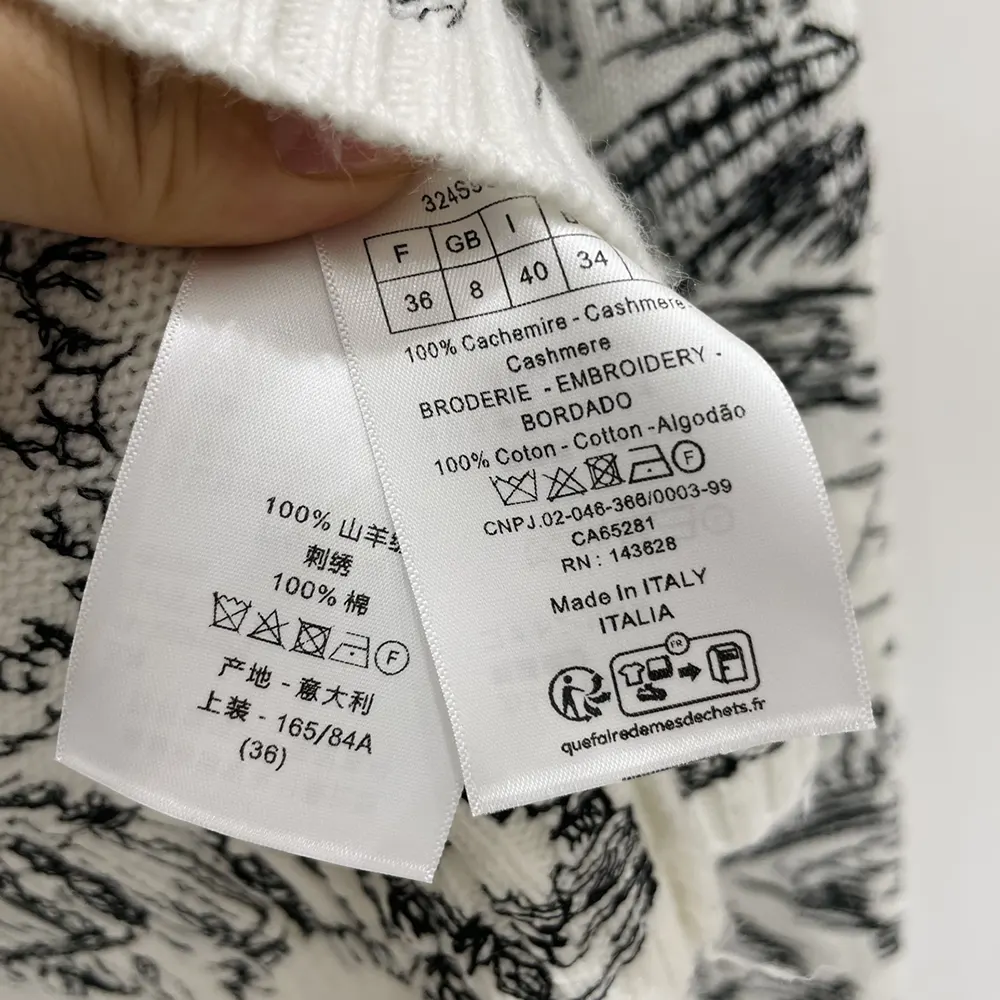 100% 山羊绒
刺绣
100% 棉
F
产地 - 意大利
上装 - 165/84A
(36)
F GB I
36 8 40 34
100% Cachemire - Cashmere
Cashmere
BRODERIE - EMBROIDERY -
BORDADO
100% Coton - Cotton - Algodão
F
CNPJ.02-046-366/0003-99
CA65281
RN : 143628
Made In ITALY
ITALIA
FR
quefairedemesdechets.fr